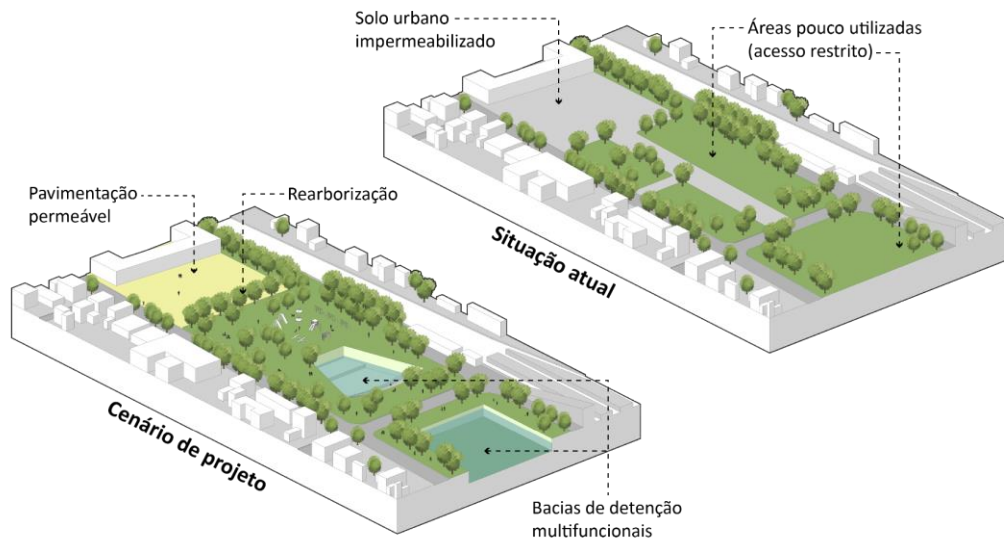 Solo urbano
impermeabilizado
Áreas pouco utilizadas
(acesso restrito)
Situação atual
Pavimentação
permeável
Rearborização
Cenário de projeto
Bacias de detenção
multifuncionais